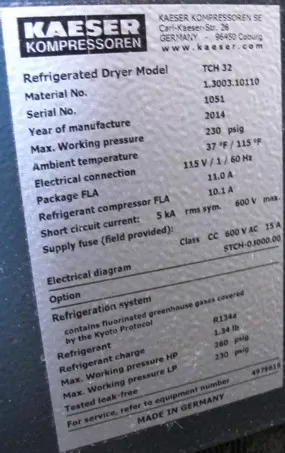 KAESER
KOMPRESSOREN
KAESER KOMPRESSOREN SE
Carl-Kaeser-Str. 26
GERMANY - 96450 Coburg
www.kaeser.com
Refrigerated Dryer Model TCH 32
Material No. 1.3003.10110
Serial No. 1051
Year of manufacture 2014
Max. Working pressure 230 psig
Ambient temperature 37 °F / 115 °F
Electrical connection 115 V / 1 / 60 Hz
Package FLA 11.0 A
Refrigerant compressor FLA 10.1 A
Short circuit current: 5 kA rms sym. 600 V max.
Supply fuse (field provided):
Class CC 600 V AC 15 A
Electrical diagram STCH-03000.00
Option
Refrigeration system
contains fluorinated greenhouse gases covered
by the Kyoto Protocol
Refrigerant R134a
Refrigerant charge 1.34 lb
Max. Working pressure HP 260 psig
Max. Working pressure LP 230 psig
Tested leak-free
For service, refer to equipment number
MADE IN GERMANY